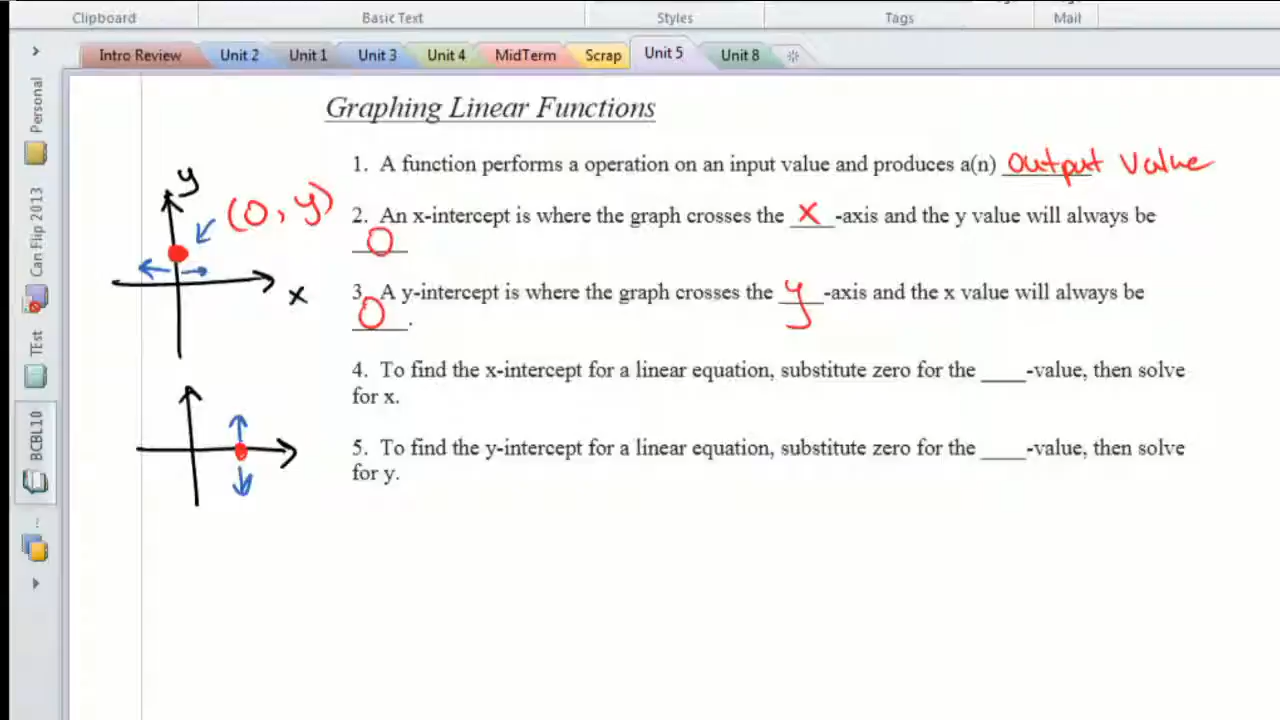 Clipboard Basic Text Styles Tags Mail
Intro Review Unit 2 Unit 1 Unit 3 Unit 4 MidTerm Scrap Unit 5 Unit 8
Personal
Can Flip 2013
TEst
BCBL10
Graphing Linear Functions
1. A function performs a operation on an input value and produces a(n) output value
2. An x-intercept is where the graph crosses the x -axis and the y value will always be
0
3. A y-intercept is where the graph crosses the y -axis and the x value will always be
0.
4. To find the x-intercept for a linear equation, substitute zero for the ____-value, then solve
for x.
5. To find the y-intercept for a linear equation, substitute zero for the ____-value, then solve
for y.
y
(0, y)
x